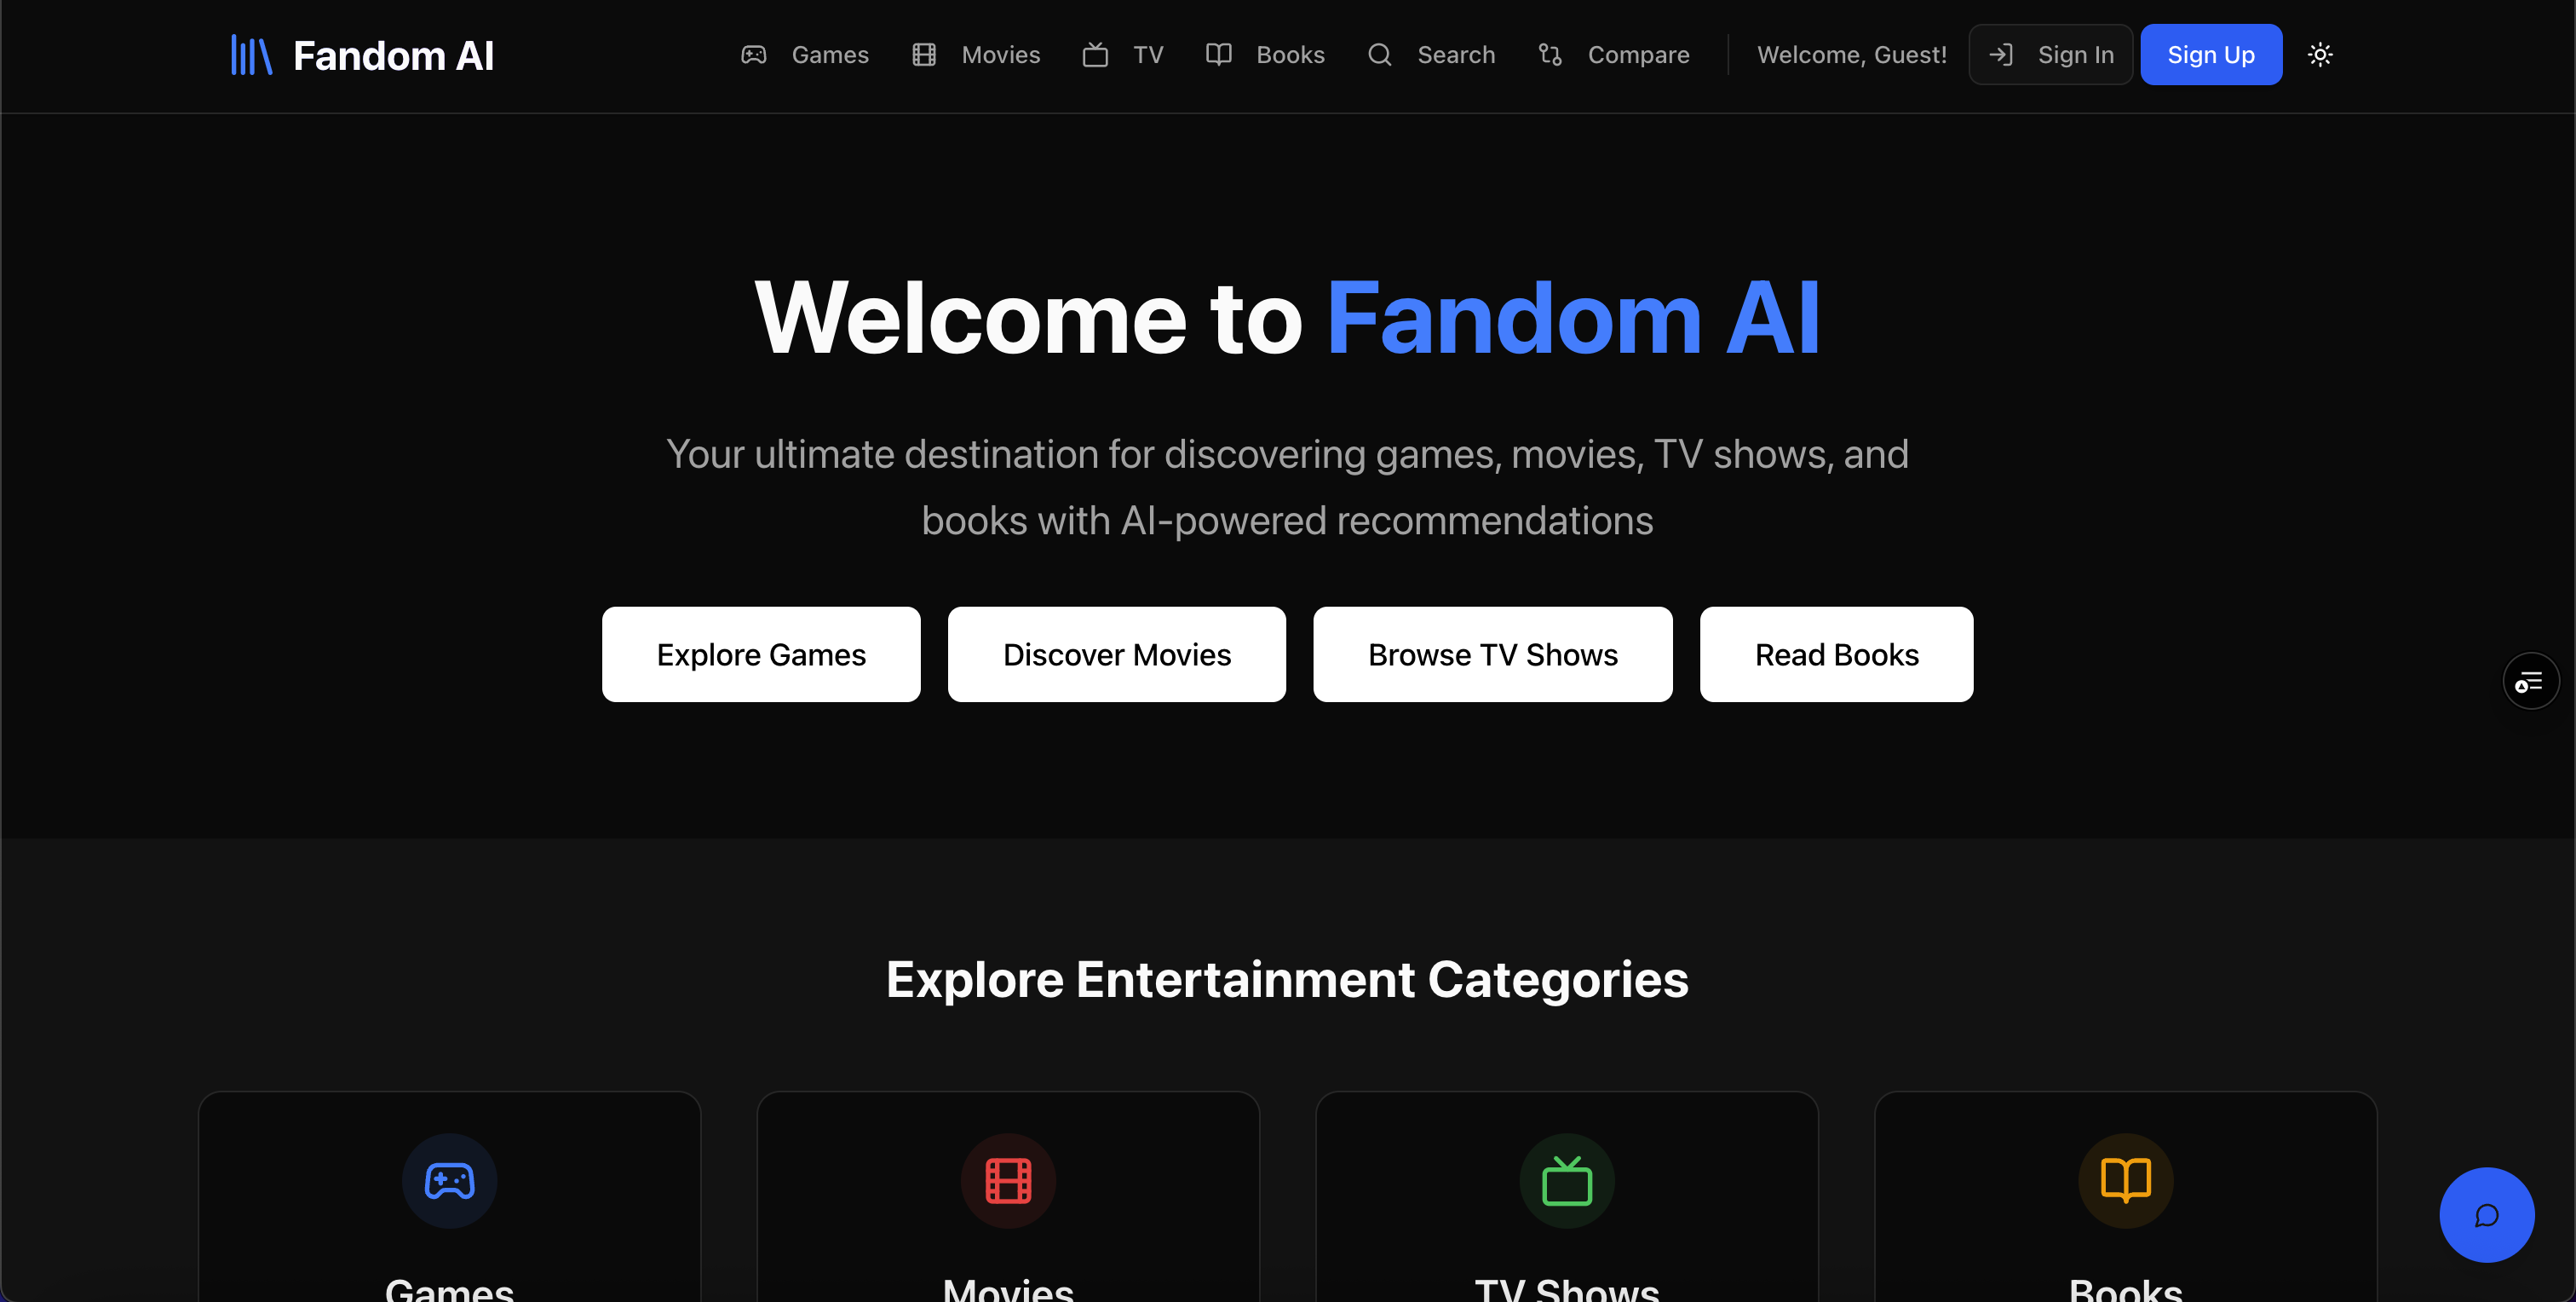 Fandom AI
Games
Movies
TV
Books
Search
Compare
Welcome, Guest!
Sign In
Sign Up
Welcome to Fandom AI
Your ultimate destination for discovering games, movies, TV shows, and
books with AI-powered recommendations
Explore Games
Discover Movies
Browse TV Shows
Read Books
Explore Entertainment Categories
Games
Movies
TV Shows
Books